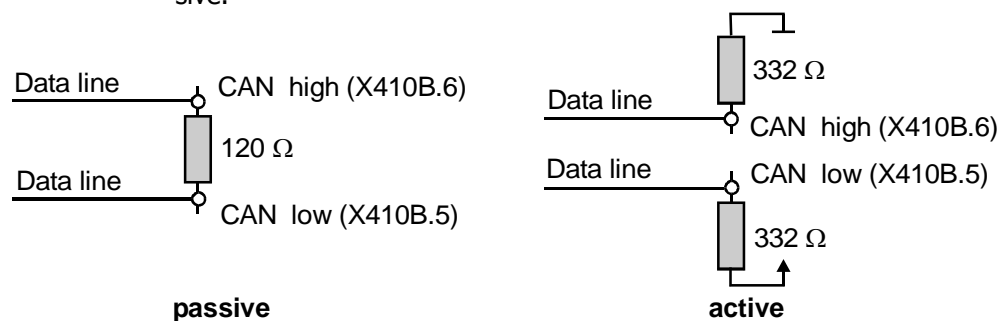 sive.
Data line
CAN high (X410B.6)
120 Ω
Data line
CAN low (X410B.5)
passive
332 Ω
Data line
CAN high (X410B.6)
Data line
CAN low (X410B.5)
332 Ω
active